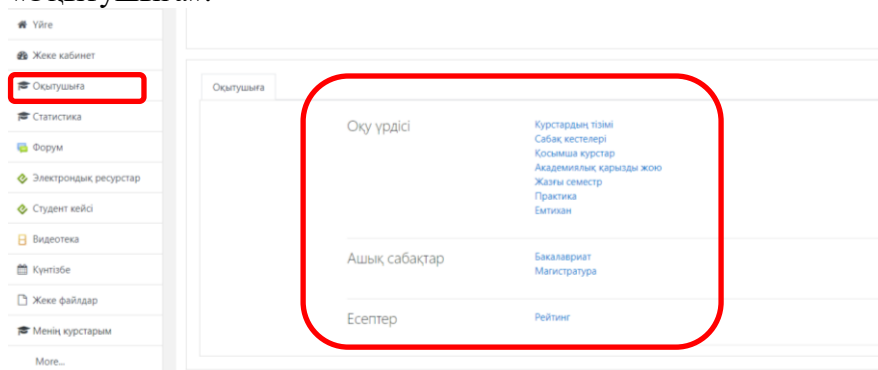 Үйге
Жеке кабинет
Оқытушыға
Статистика
Форум
Электрондық ресурстар
Студент кейсі
Видеотека
Күнтізбе
Жеке файлдар
Менің курстарым
More...
Оқытушыға
Оқу үрдісі
Курстардың тізімі
Сабақ кестелері
Қосымша курстар
Академиялық қарызды жою
Жазғы семестр
Практика
Емтихан
Ашық сабақтар
Бакалавриат
Магистратура
Есептер
Рейтинг